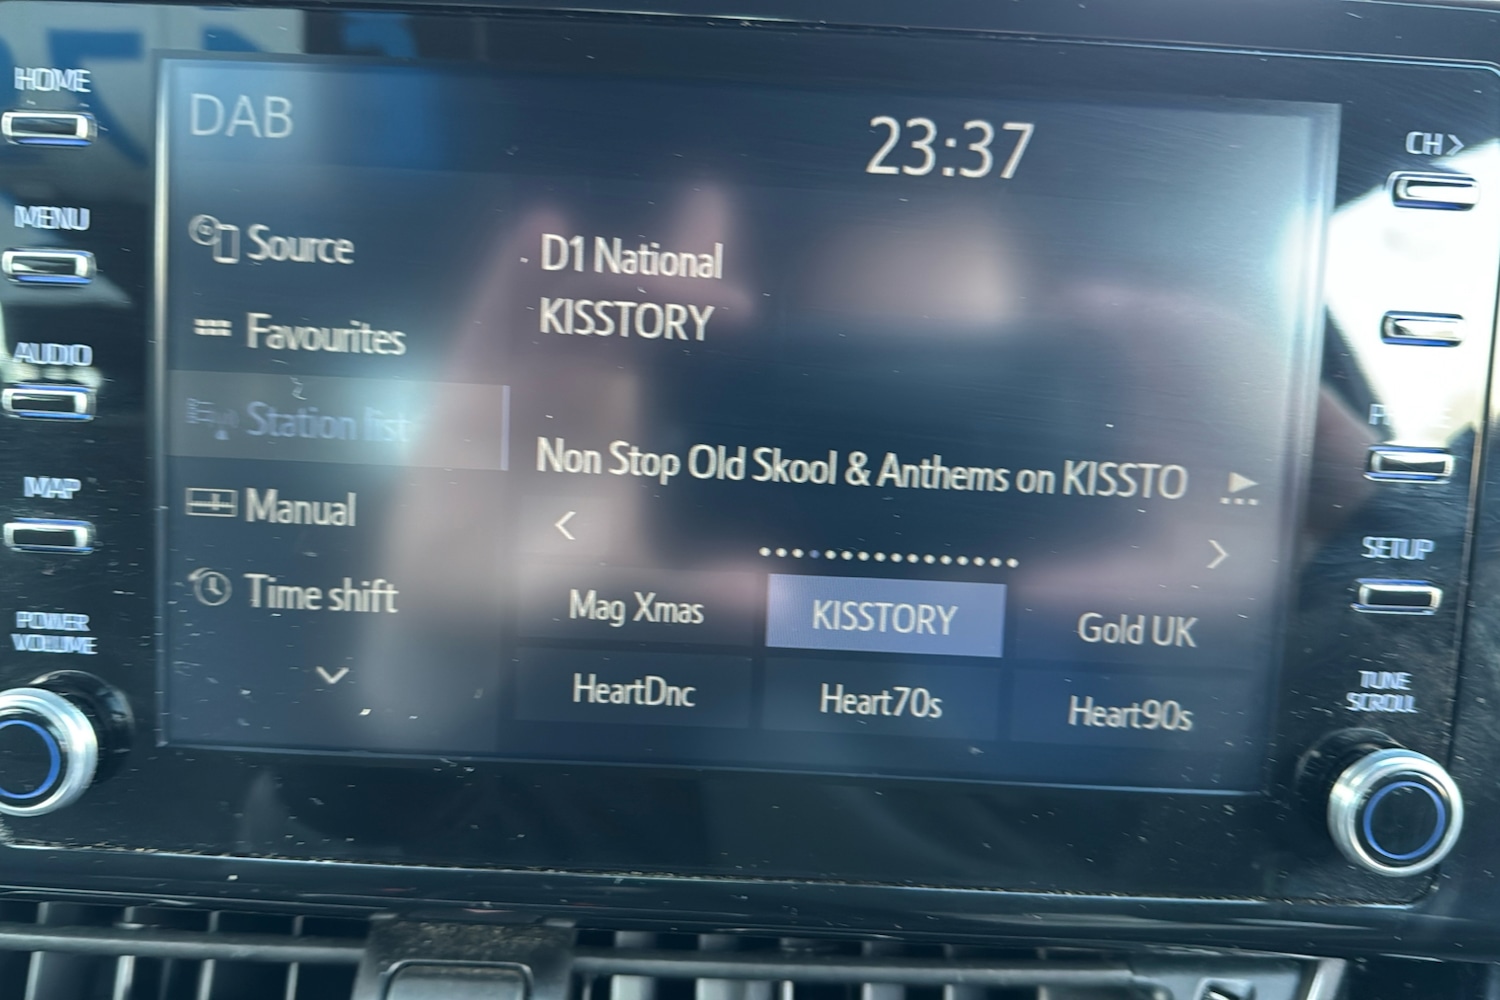 HOME
MENU
AUDIO
MAP
POWER
VOLUME
DAB
23:37
Source
Favourites
Station list
Manual
Time shift
D1 National
KISSTORY
Non Stop Old Skool & Anthems on KISSTO
Mag Xmas
KISSTORY
Gold UK
HeartDnc
Heart70s
Heart90s
CH>
SETUP
TUNE
SCROLL